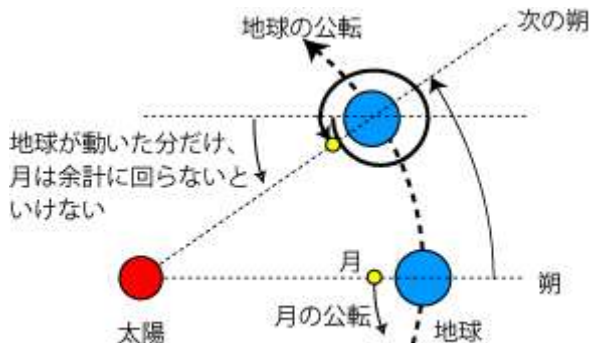 地球の公転
次の朔
地球が動いた分だけ、
月は余計に回らないと
いけない
月
朔
月の公転
太陽
地球